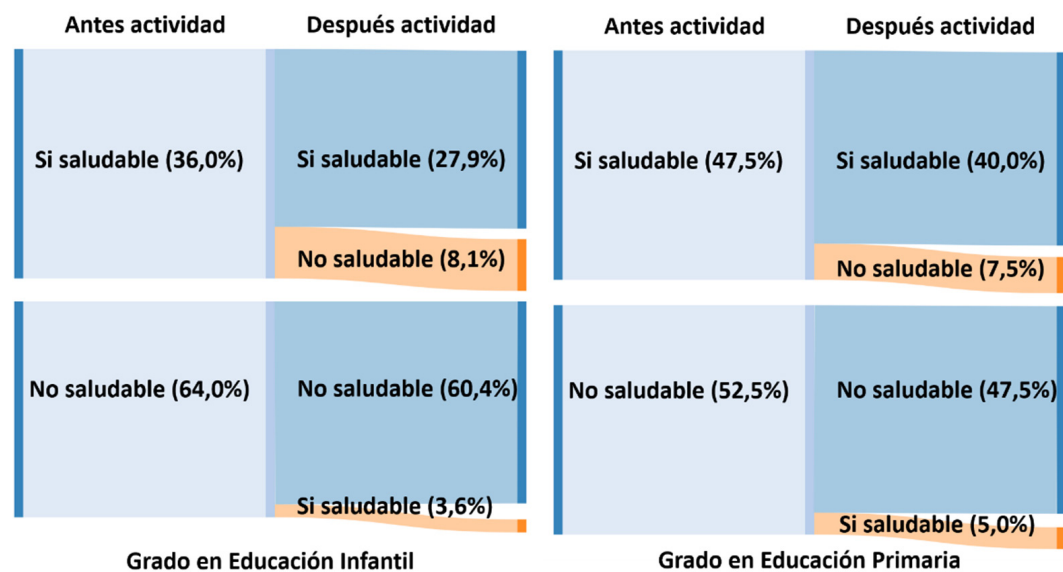 Antes actividad
Después actividad
Si saludable (36,0%)
Si saludable (27,9%)
No saludable (8,1%)
No saludable (64,0%)
No saludable (60,4%)
Si saludable (3,6%)
Grado en Educación Infantil
Antes actividad
Después actividad
Si saludable (47,5%)
Si saludable (40,0%)
No saludable (7,5%)
No saludable (52,5%)
No saludable (47,5%)
Si saludable (5,0%)
Grado en Educación Primaria